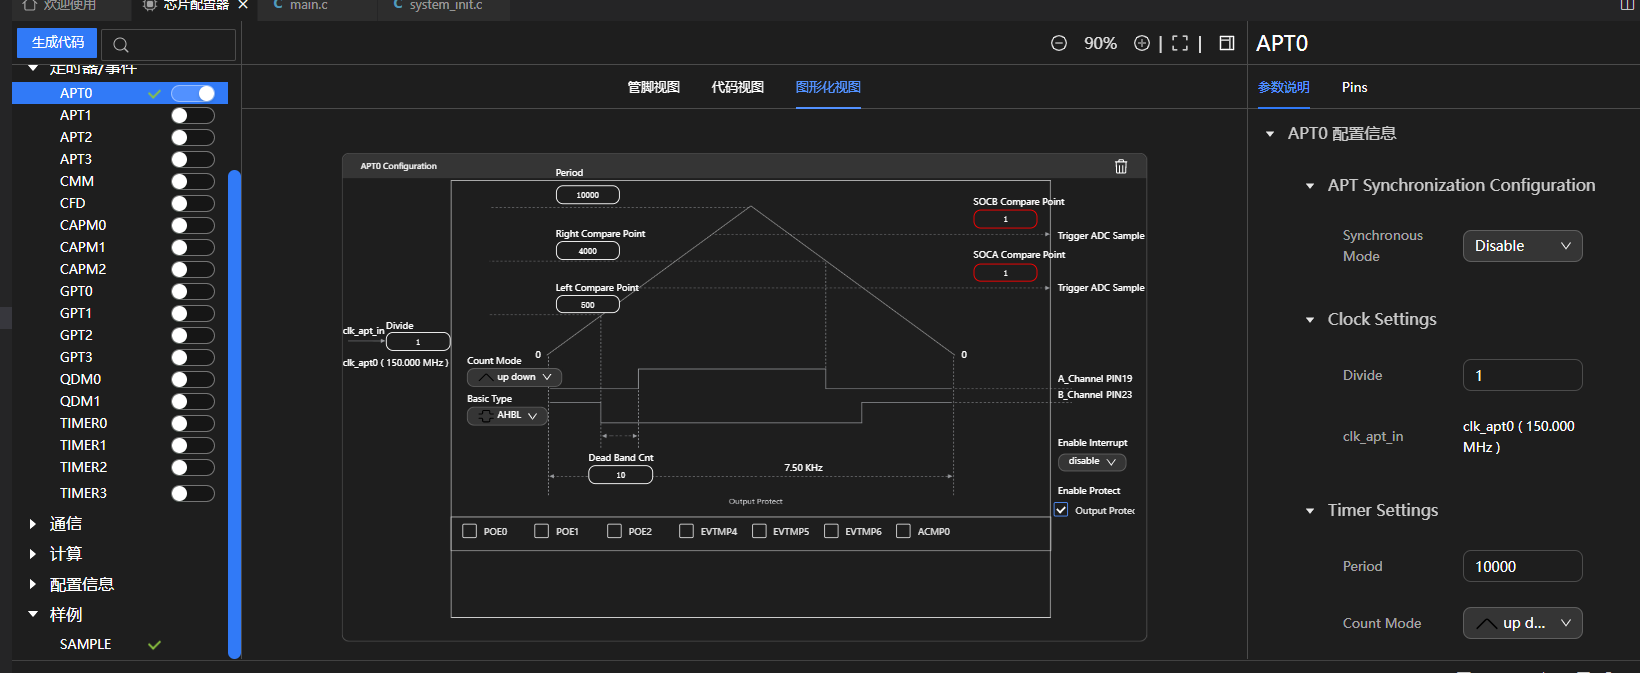 欢迎使用
芯片配置器
main.c
system_init.c
生成代码
90%
APT0
定时器/事件
APT0
APT1
APT2
APT3
CMM
CFD
CAPM0
CAPM1
CAPM2
GPT0
GPT1
GPT2
GPT3
QDM0
QDM1
TIMER0
TIMER1
TIMER2
TIMER3
通信
计算
配置信息
样例
SAMPLE
管脚视图
代码视图
图形化视图
APT0 Configuration
Period
10000
Right Compare Point
4000
Left Compare Point
500
SOCB Compare Point
1
Trigger ADC Sample
SOCA Compare Point
1
Trigger ADC Sample
clk_apt_in
Divide
1
clk_apt0 ( 150.000 MHz )
0
0
Count Mode
up down
Basic Type
AHBL
A_Channel PIN19
B_Channel PIN23
Dead Band Cnt
10
7.50 KHz
Enable Interrupt
disable
Enable Protect
Output Protec
Output Protect
POE0
POE1
POE2
EVTMP4
EVTMP5
EVTMP6
ACMP0
参数说明
Pins
APT0 配置信息
APT Synchronization Configuration
Synchronous
Mode
Disable
Clock Settings
Divide
1
clk_apt_in
clk_apt0 ( 150.000
MHz )
Timer Settings
Period
10000
Count Mode
up d...